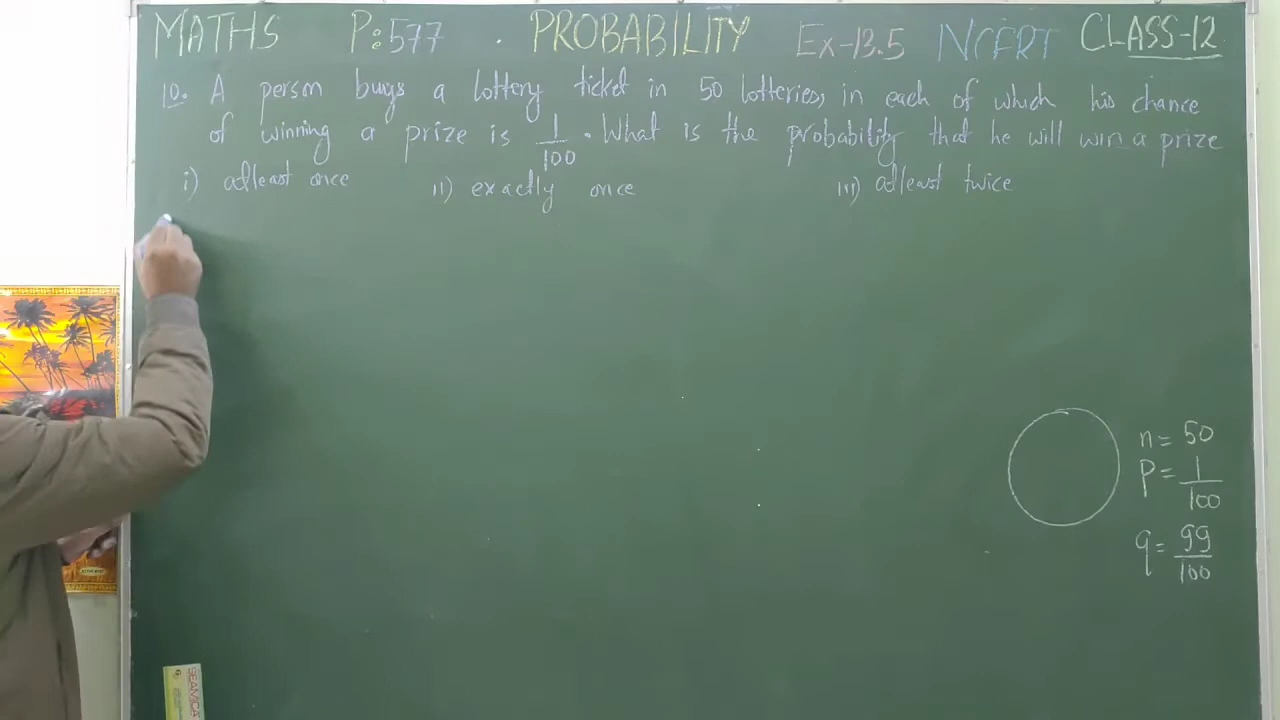 MATHS P:577 . PROBABILITY Ex-13.5 NCERT CLASS-12
10. A person buys a lottery ticket in 50 lotteries, in each of which his chance
of winning a prize is 1/100 . What is the probability that he will win a prize
i) atleast once ii) exactly once iii) atleast twice
n = 50
P = 1/100
q = 99/100
SEAMICA